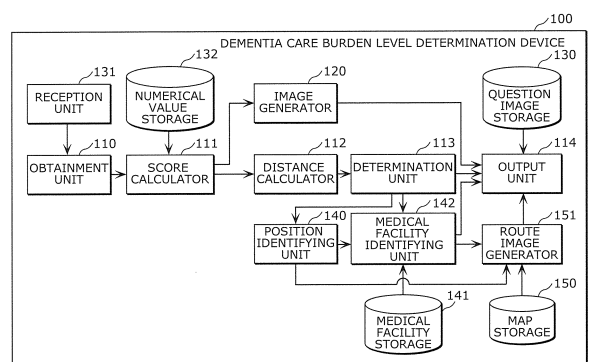 100
DEMENTIA CARE BURDEN LEVEL DETERMINATION DEVICE
131
RECEPTION
UNIT
132
NUMERICAL
VALUE
STORAGE
120
IMAGE
GENERATOR
130
QUESTION
IMAGE
STORAGE
110
OBTAINMENT
UNIT
111
SCORE
CALCULATOR
112
DISTANCE
CALCULATOR
113
DETERMINATION
UNIT
114
OUTPUT
UNIT
140
POSITION
IDENTIFYING
UNIT
142
MEDICAL
FACILITY
IDENTIFYING
UNIT
151
ROUTE
IMAGE
GENERATOR
141
MEDICAL
FACILITY
STORAGE
150
MAP
STORAGE